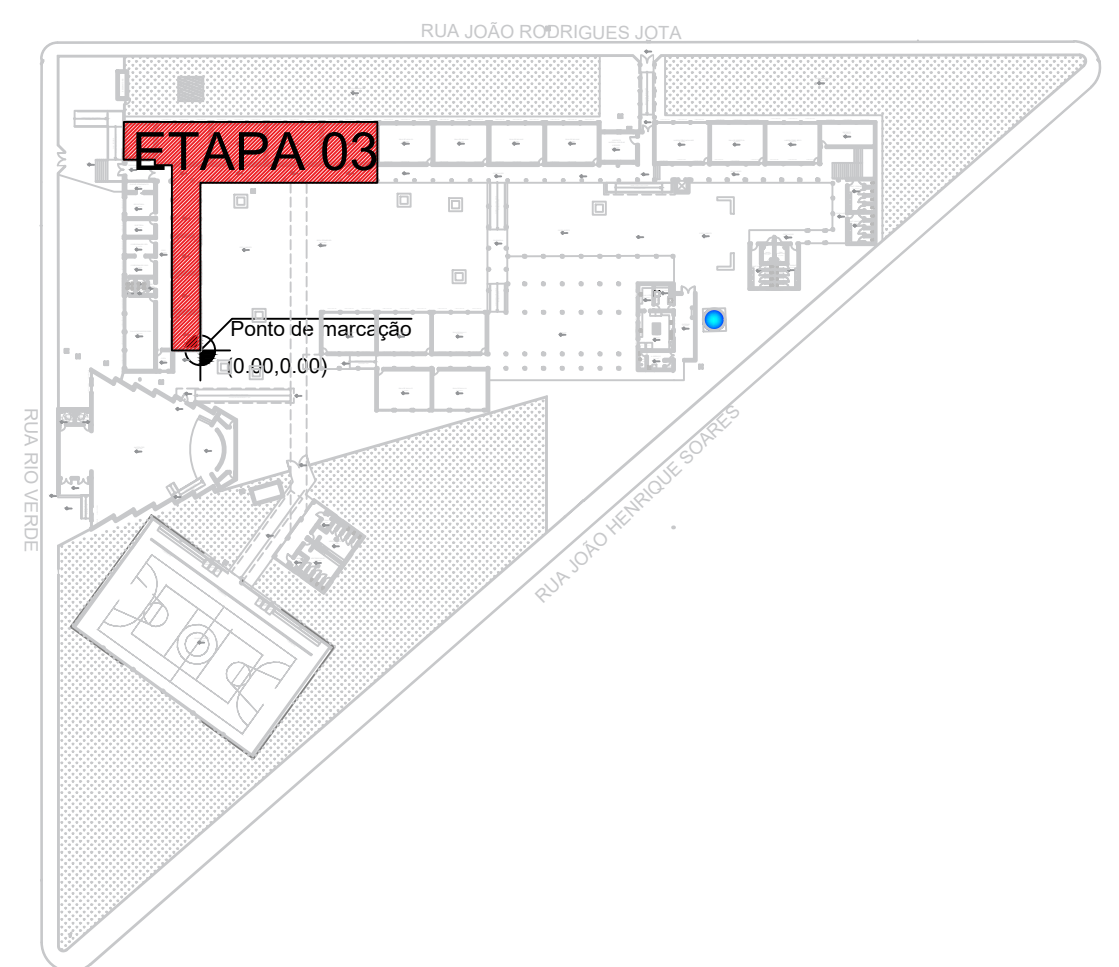 RUA JOÃO RODRIGUES JOTA
ETAPA 03
Ponto de marcação
(0.00,0.00)
RUA RIO VERDE
RUA JOÃO HENRIQUE SOARES